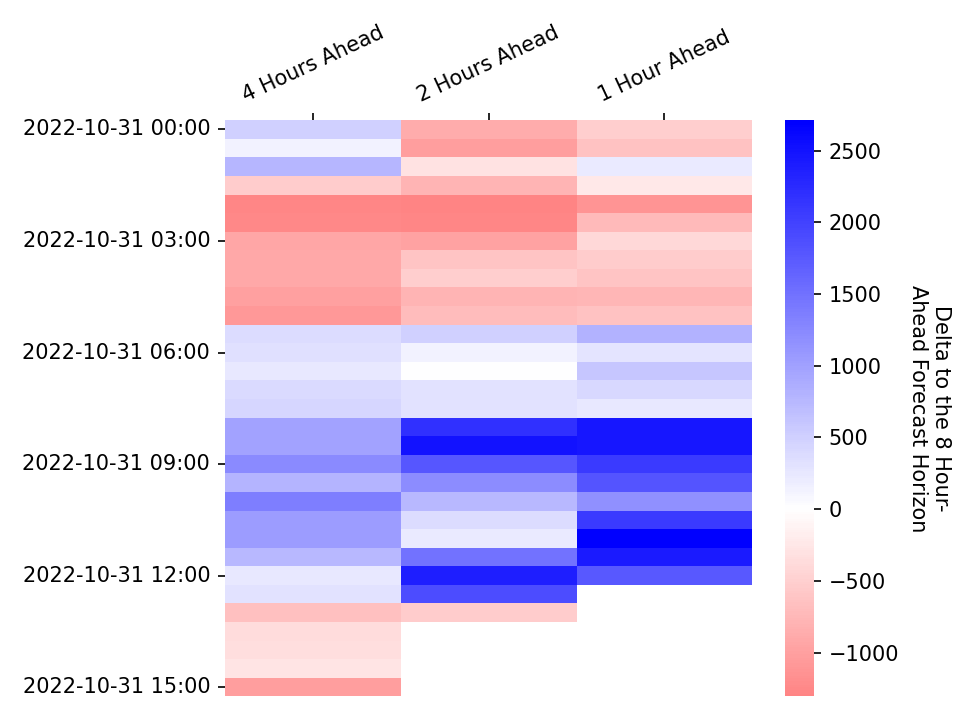 4 Hours Ahead
2 Hours Ahead
1 Hour Ahead
2022-10-31 00:00
2022-10-31 03:00
2022-10-31 06:00
2022-10-31 09:00
2022-10-31 12:00
2022-10-31 15:00
2500
2000
1500
1000
500
0
−500
−1000
Delta to the 8 Hour-
Ahead Forecast Horizon